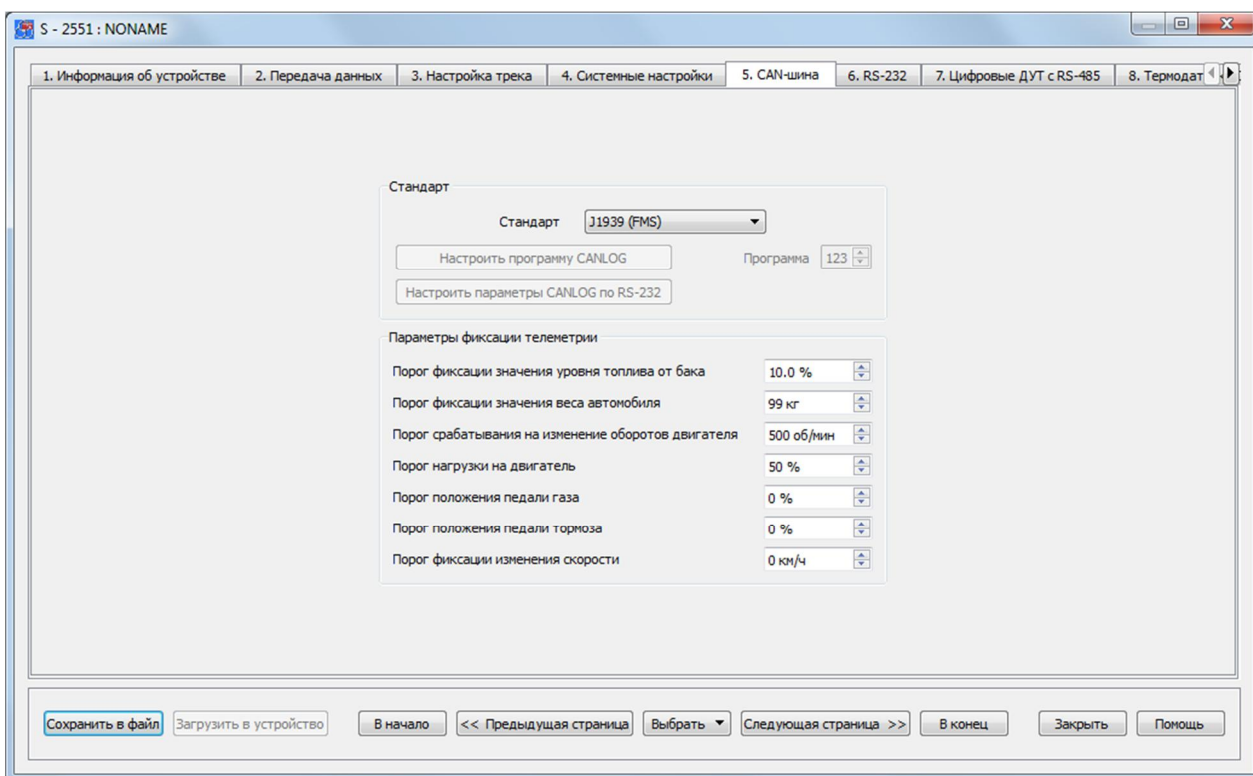 S - 2551 : NONAME
1. Информация об устройстве 2. Передача данных 3. Настройка трека 4. Системные настройки 5. CAN-шина 6. RS-232 7. Цифровые ДУТ с RS-485 8. Термодат
Стандарт
Стандарт J1939 (FMS)
Настроить программу CANLOG Программа 123
Настроить параметры CANLOG по RS-232
Параметры фиксации телеметрии
Порог фиксации значения уровня топлива от бака 10.0 %
Порог фиксации значения веса автомобиля 99 кг
Порог срабатывания на изменение оборотов двигателя 500 об/мин
Порог нагрузки на двигатель 50 %
Порог положения педали газа 0 %
Порог положения педали тормоза 0 %
Порог фиксации изменения скорости 0 км/ч
Сохранить в файл Загрузить в устройство В начало << Предыдущая страница Выбрать Следующая страница >> В конец Закрыть Помощь